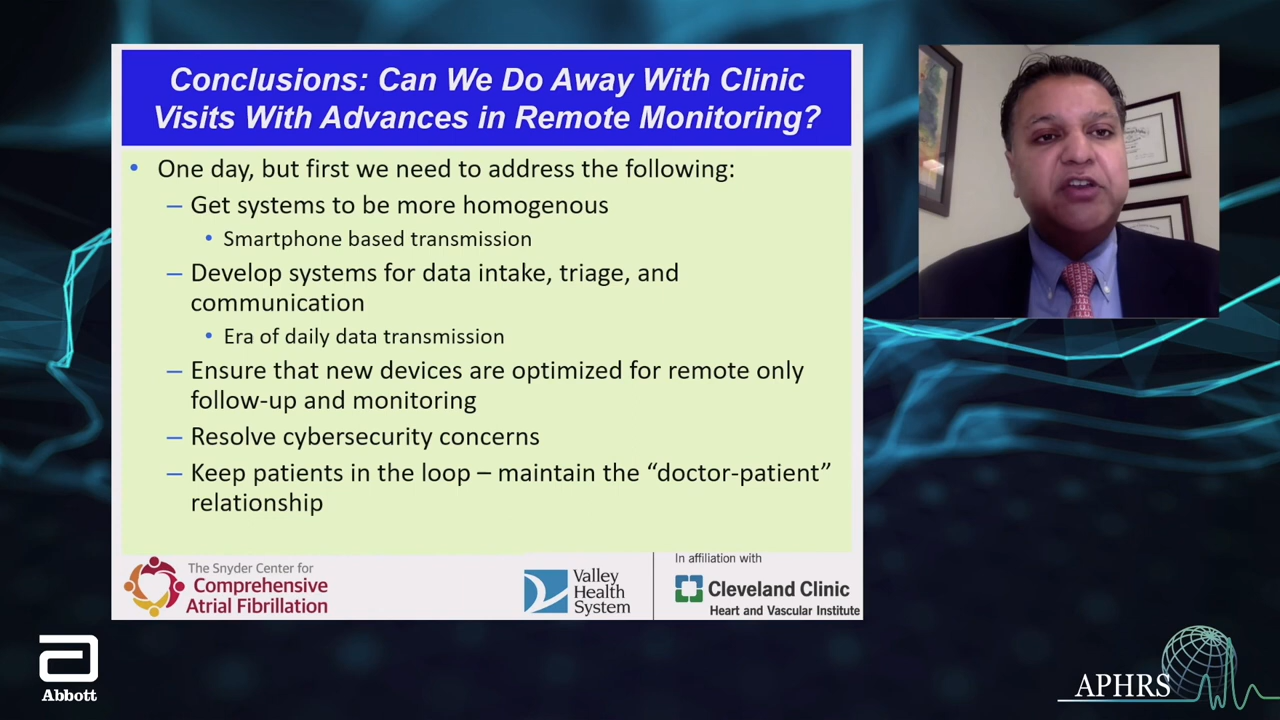 Conclusions: Can We Do Away With Clinic
Visits With Advances in Remote Monitoring?
• One day, but first we need to address the following:
– Get systems to be more homogenous
• Smartphone based transmission
– Develop systems for data intake, triage, and
communication
• Era of daily data transmission
– Ensure that new devices are optimized for remote only
follow-up and monitoring
– Resolve cybersecurity concerns
– Keep patients in the loop – maintain the “doctor-patient”
relationship
The Snyder Center for
Comprehensive
Atrial Fibrillation
Valley
Health
System
In affiliation with
Cleveland Clinic
Heart and Vascular Institute
Abbott
APHRS